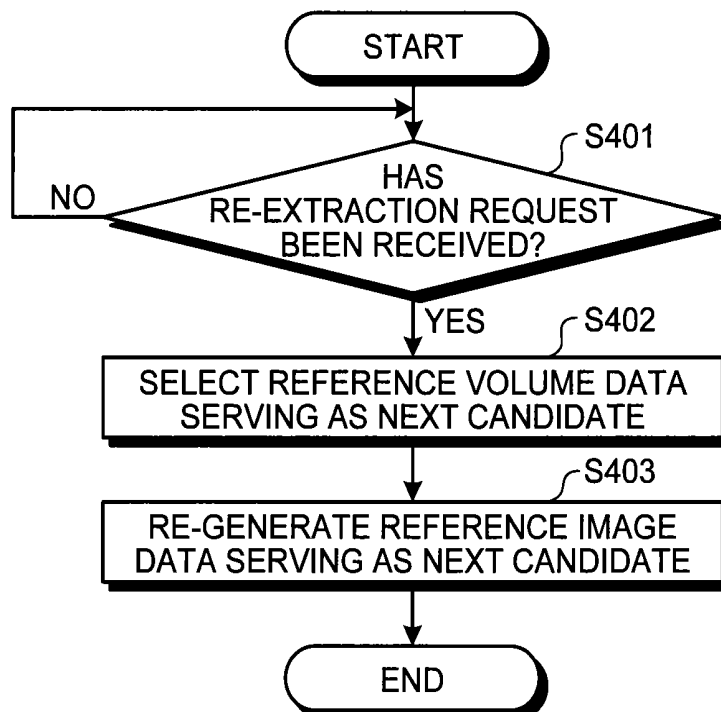 START
S401
HAS
RE-EXTRACTION REQUEST
BEEN RECEIVED?
NO
YES
S402
SELECT REFERENCE VOLUME DATA
SERVING AS NEXT CANDIDATE
S403
RE-GENERATE REFERENCE IMAGE
DATA SERVING AS NEXT CANDIDATE
END